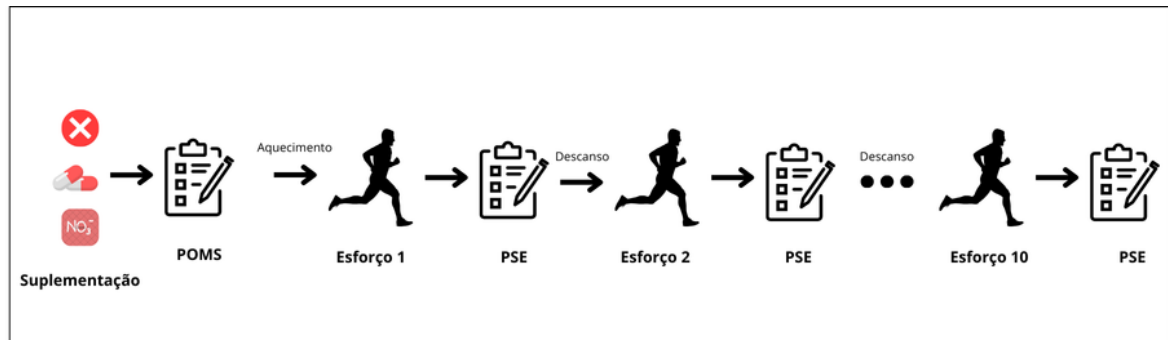 Suplementação
NO₃⁻
POMS
Aquecimento
Esforço 1
PSE
Descanso
Esforço 2
PSE
Descanso
Esforço 10
PSE